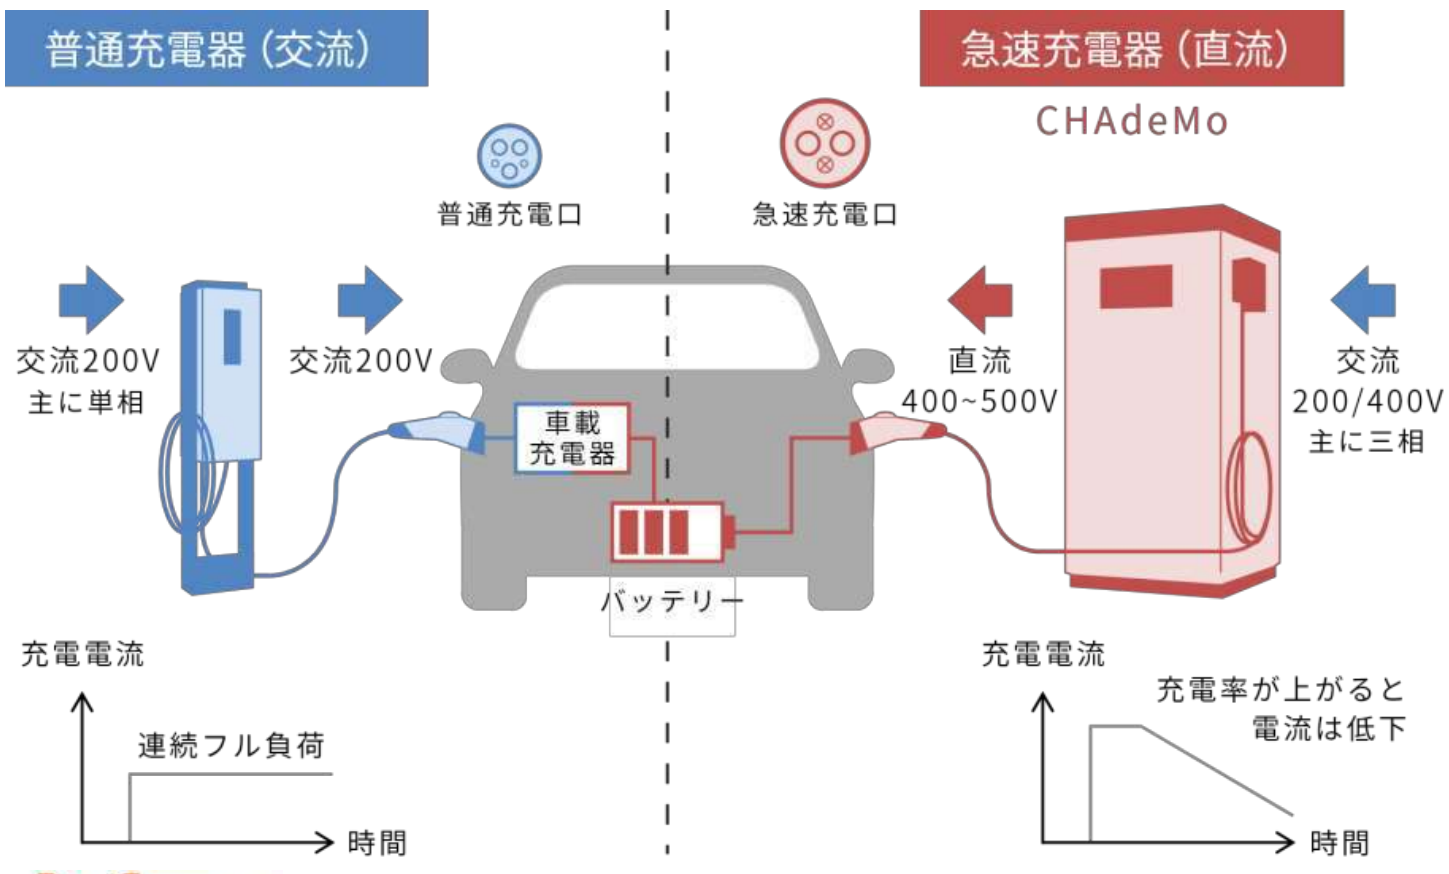 普通充電器（交流）
急速充電器（直流）
CHAdeMo
普通充電口
急速充電口
交流200V
主に単相
交流200V
直流
400~500V
交流
200/400V
主に三相
車載
充電器
バッテリー
充電電流
連続フル負荷
時間
充電電流
充電率が上がると
電流は低下
時間